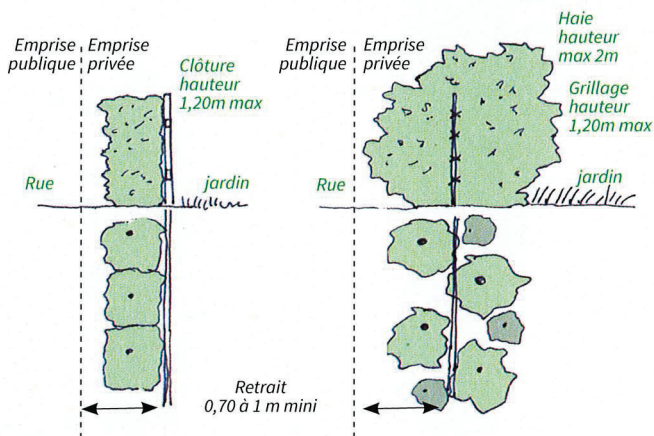 Emprise
publique
Emprise
privée
Clôture
hauteur
1,20m max
Rue
jardin
Emprise
publique
Emprise
privée
Haie
hauteur
max 2m
Grillage
hauteur
1,20m max
Rue
jardin
Retrait
0,70 à 1 m mini